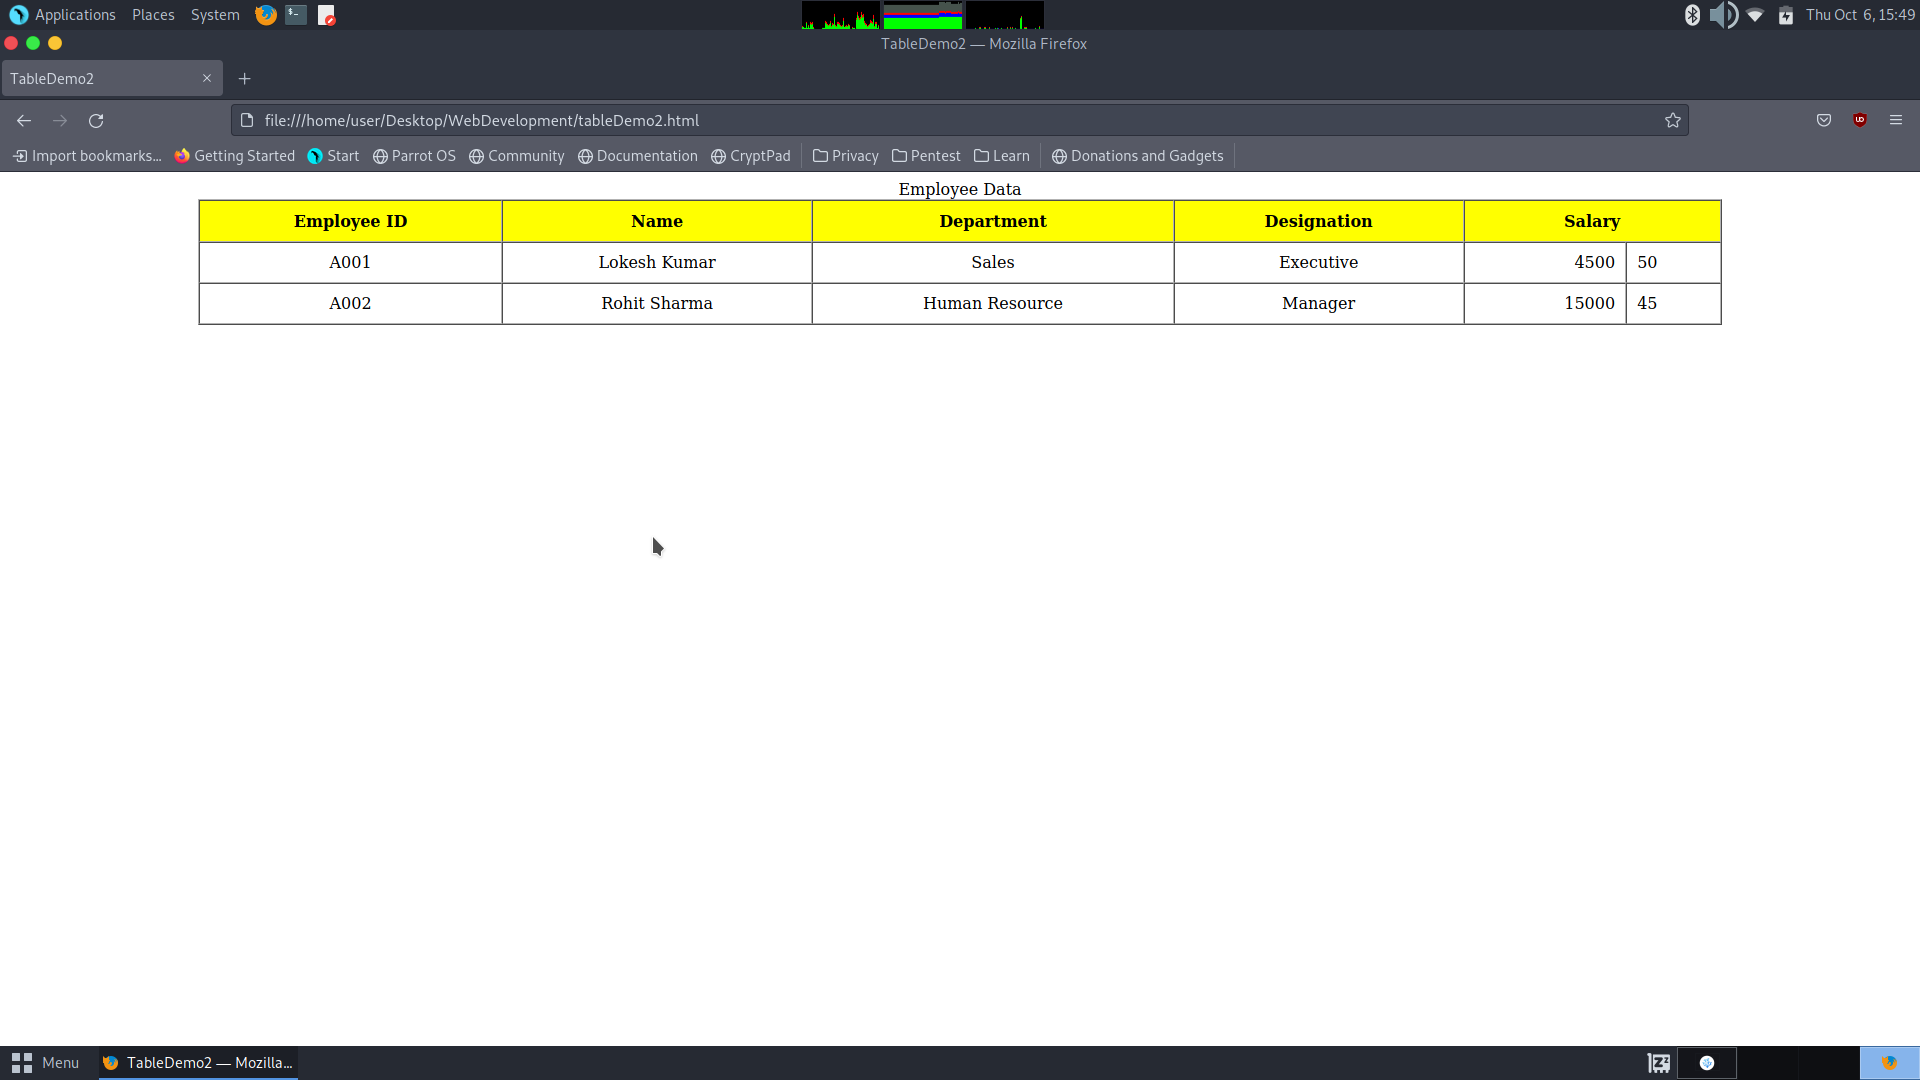 Applications Places System Thu Oct 6, 15:49
TableDemo2 — Mozilla Firefox
TableDemo2
file:///home/user/Desktop/WebDevelopment/tableDemo2.html
Import bookmarks... Getting Started Start Parrot OS Community Documentation CryptPad Privacy Pentest Learn Donations and Gadgets
Employee Data
Employee ID Name Department Designation Salary
A001 Lokesh Kumar Sales Executive 4500 50
A002 Rohit Sharma Human Resource Manager 15000 45
Menu TableDemo2 — Mozilla...